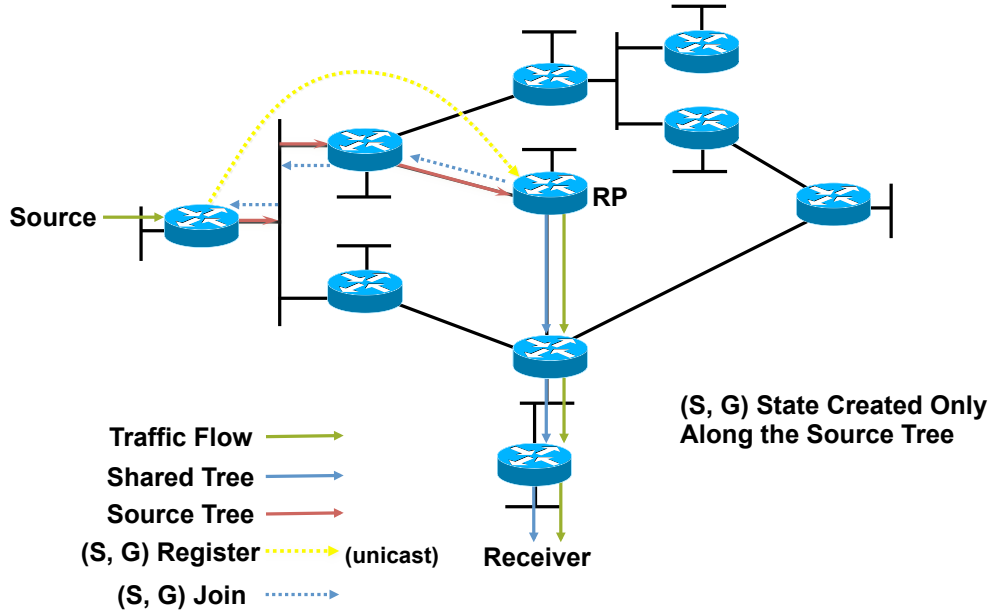 RP
Source
(S, G) State Created Only
Along the Source Tree
Traffic Flow
Shared Tree
Source Tree
(S, G) Register
(unicast)
(S, G) Join
Receiver